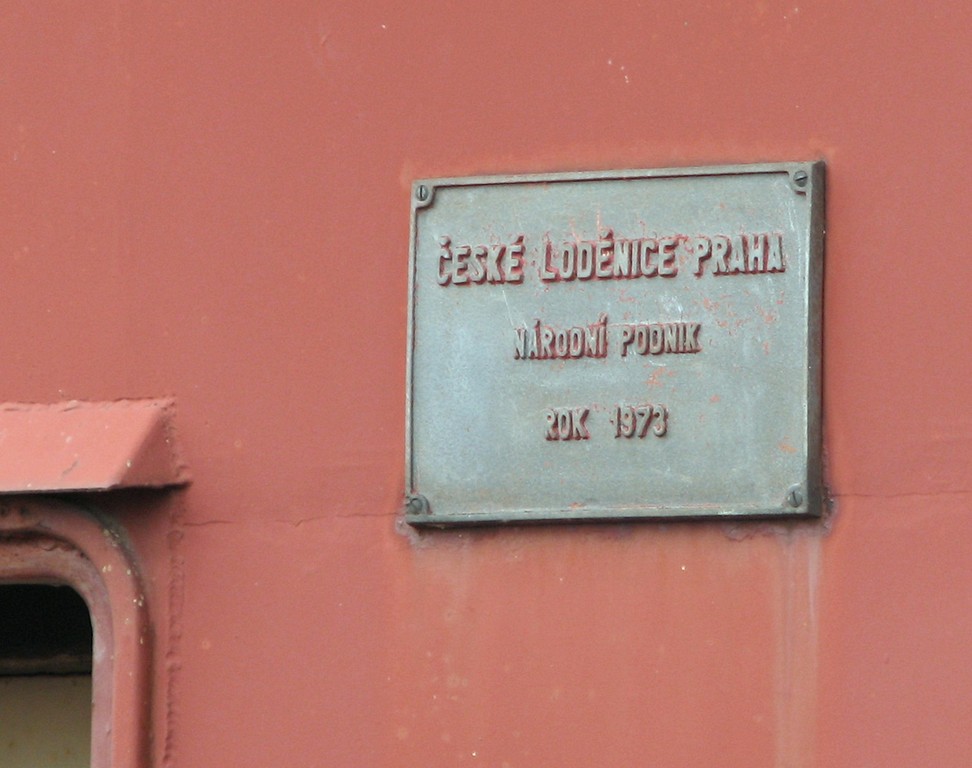 ČESKÉ LODĚNICE PRAHA
NÁRODNÍ PODNIK
ROK 1973